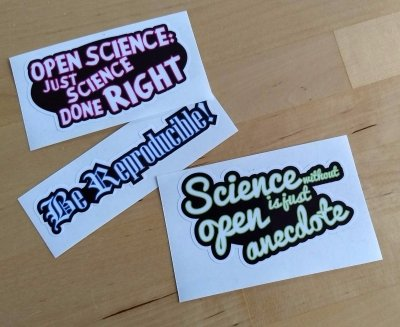 OPEN SCIENCE:
JUST SCIENCE
DONE RIGHT
Be Reproducible!
Science without
open is just
anecdote